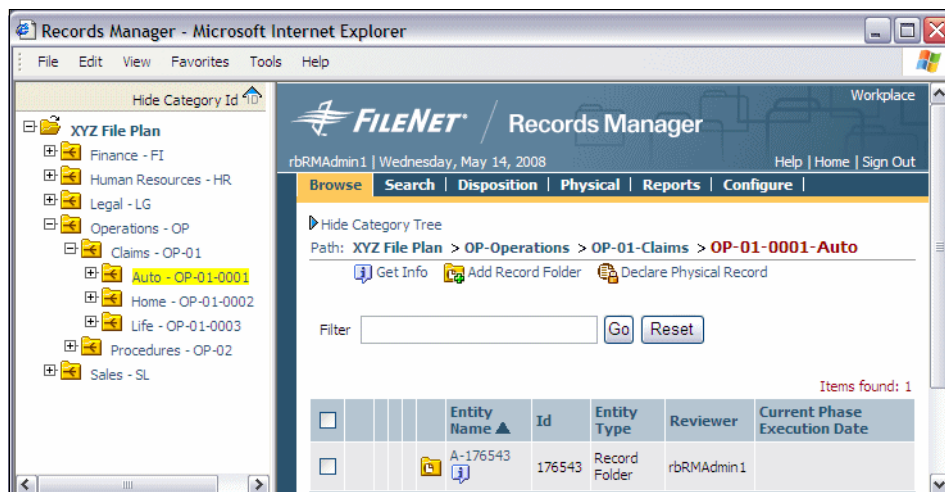 Records Manager - Microsoft Internet Explorer
File Edit View Favorites Tools Help
Hide Category Id ID
XYZ File Plan
Finance - FI
Human Resources - HR
Legal - LG
Operations - OP
Claims - OP-01
Auto - OP-01-0001
Home - OP-01-0002
Life - OP-01-0003
Procedures - OP-02
Sales - SL
Workplace
FILENET / Records Manager
rbRMAdmin1 | Wednesday, May 14, 2008 Help | Home | Sign Out
Browse Search | Disposition | Physical | Reports | Configure |
Hide Category Tree
Path: XYZ File Plan > OP-Operations > OP-01-Claims > OP-01-0001-Auto
Get Info Add Record Folder Declare Physical Record
Filter Go Reset
Items found: 1
Entity Name Id Entity Type Reviewer Current Phase Execution Date
A-176543 176543 Record Folder rbRMAdmin1